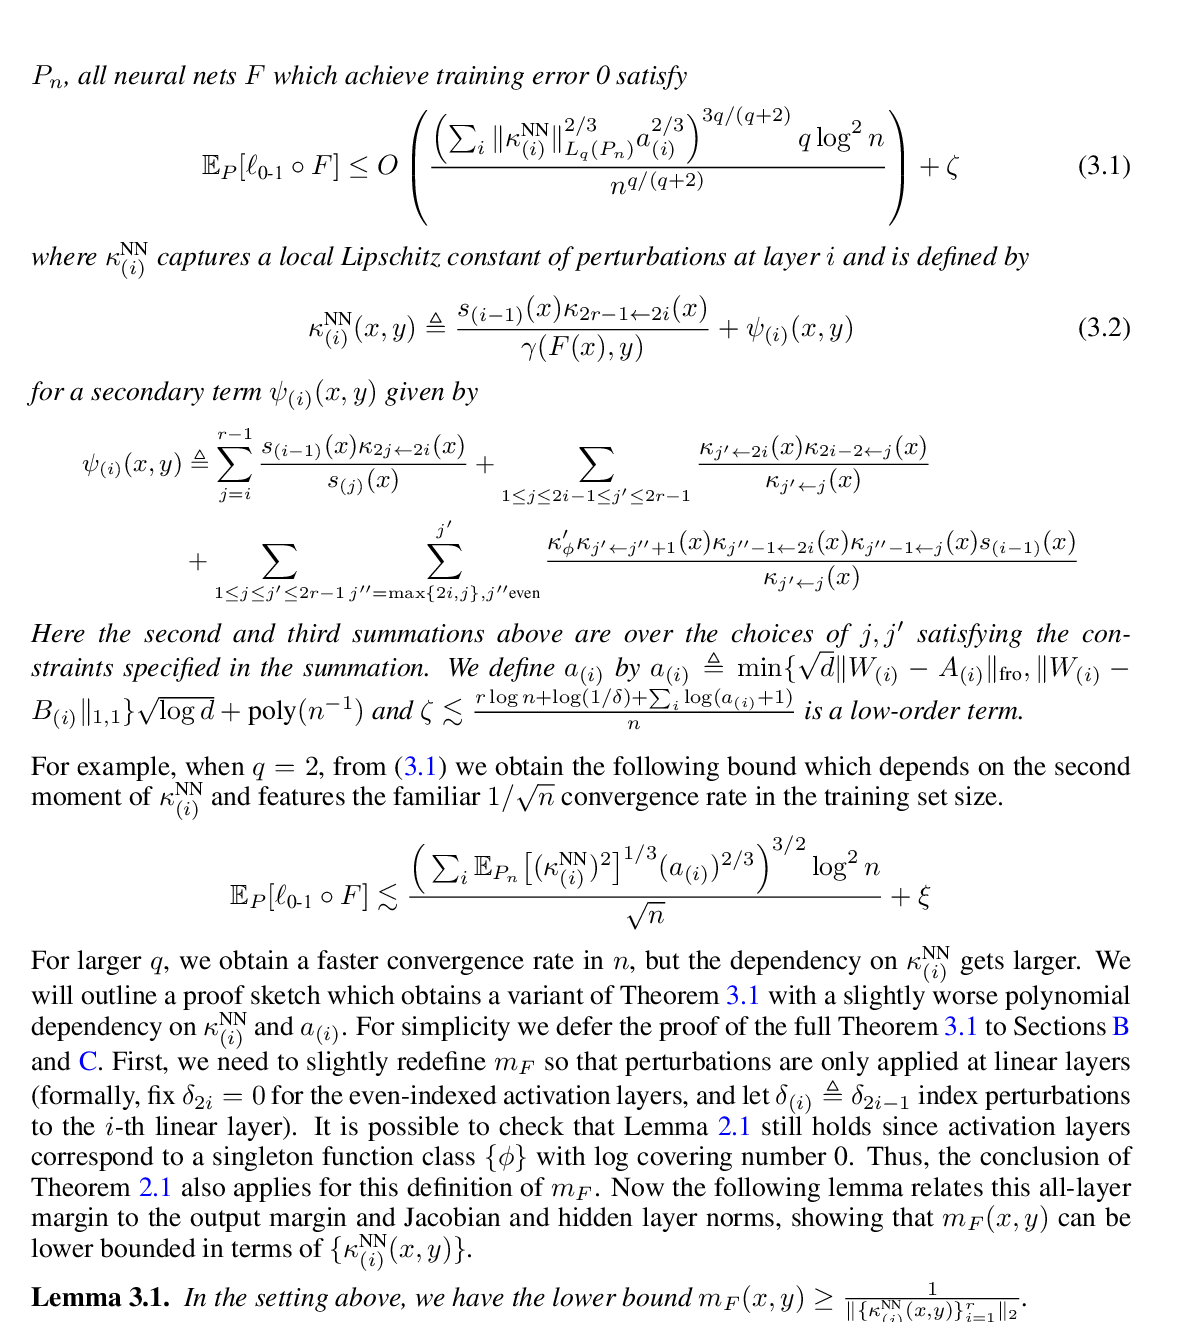 P_n, all neural nets F which achieve training error 0 satisfy
\mathbb{E}_P[\ell_{0\text{-}1} \circ F] \leq O\left(\frac{\left(\sum_i \|\kappa_{(i)}^{\text{NN}}\|_{L_q(P_n)}^{2/3} a_{(i)}^{2/3}\right)^{3q/(q+2)} q \log^2 n}{n^{q/(q+2)}}\right) + \zeta (3.1)
where \kappa_{(i)}^{\text{NN}} captures a local Lipschitz constant of perturbations at layer i and is defined by
\kappa_{(i)}^{\text{NN}}(x, y) \triangleq \frac{s_{(i-1)}(x)\kappa_{2r-1\leftarrow 2i}(x)}{\gamma(F(x), y)} + \psi_{(i)}(x, y) (3.2)
for a secondary term \psi_{(i)}(x, y) given by
\psi_{(i)}(x, y) \triangleq \sum_{j=i}^{r-1} \frac{s_{(i-1)}(x)\kappa_{2j\leftarrow 2i}(x)}{s_{(j)}(x)} + \sum_{1\leq j\leq 2i-1\leq j'\leq 2r-1} \frac{\kappa_{j'\leftarrow 2i}(x)\kappa_{2i-2\leftarrow j}(x)}{\kappa_{j'\leftarrow j}(x)}
+ \sum_{1\leq j\leq j'\leq 2r-1} \sum_{j''=\max\{2i,j\}, j''\text{even}}^{j'} \frac{\kappa'_\phi \kappa_{j'\leftarrow j''+1}(x)\kappa_{j''-1\leftarrow 2i}(x)\kappa_{j''-1\leftarrow j}(x)s_{(i-1)}(x)}{\kappa_{j'\leftarrow j}(x)}
Here the second and third summations above are over the choices of j, j' satisfying the con-
straints specified in the summation. We define a_{(i)} by a_{(i)} \triangleq \min\{\sqrt{d}\|W_{(i)} - A_{(i)}\|_{\text{fro}}, \|W_{(i)} -
B_{(i)}\|_{1,1}\}\sqrt{\log d} + \text{poly}(n^{-1}) and \zeta \lesssim \frac{r \log n+\log(1/\delta)+\sum_i \log(a_{(i)}+1)}{n} is a low-order term.
For example, when q = 2, from (3.1) we obtain the following bound which depends on the second
moment of \kappa_{(i)}^{\text{NN}} and features the familiar 1/\sqrt{n} convergence rate in the training set size.
\mathbb{E}_P[\ell_{0\text{-}1} \circ F] \lesssim \frac{\left(\sum_i \mathbb{E}_{P_n}\left[(\kappa_{(i)}^{\text{NN}})^2\right]^{1/3}(a_{(i)})^{2/3}\right)^{3/2} \log^2 n}{\sqrt{n}} + \xi
For larger q, we obtain a faster convergence rate in n, but the dependency on \kappa_{(i)}^{\text{NN}} gets larger. We
will outline a proof sketch which obtains a variant of Theorem 3.1 with a slightly worse polynomial
dependency on \kappa_{(i)}^{\text{NN}} and a_{(i)}. For simplicity we defer the proof of the full Theorem 3.1 to Sections B
and C. First, we need to slightly redefine m_F so that perturbations are only applied at linear layers
(formally, fix \delta_{2i} = 0 for the even-indexed activation layers, and let \delta_{(i)} \triangleq \delta_{2i-1} index perturbations
to the i-th linear layer). It is possible to check that Lemma 2.1 still holds since activation layers
correspond to a singleton function class \{\phi\} with log covering number 0. Thus, the conclusion of
Theorem 2.1 also applies for this definition of m_F. Now the following lemma relates this all-layer
margin to the output margin and Jacobian and hidden layer norms, showing that m_F(x, y) can be
lower bounded in terms of \{\kappa_{(i)}^{\text{NN}}(x, y)\}.
Lemma 3.1. In the setting above, we have the lower bound m_F(x, y) \geq \frac{1}{\|\{\kappa_{(i)}^{\text{NN}}(x,y)\}_{i=1}^r\|_2}.